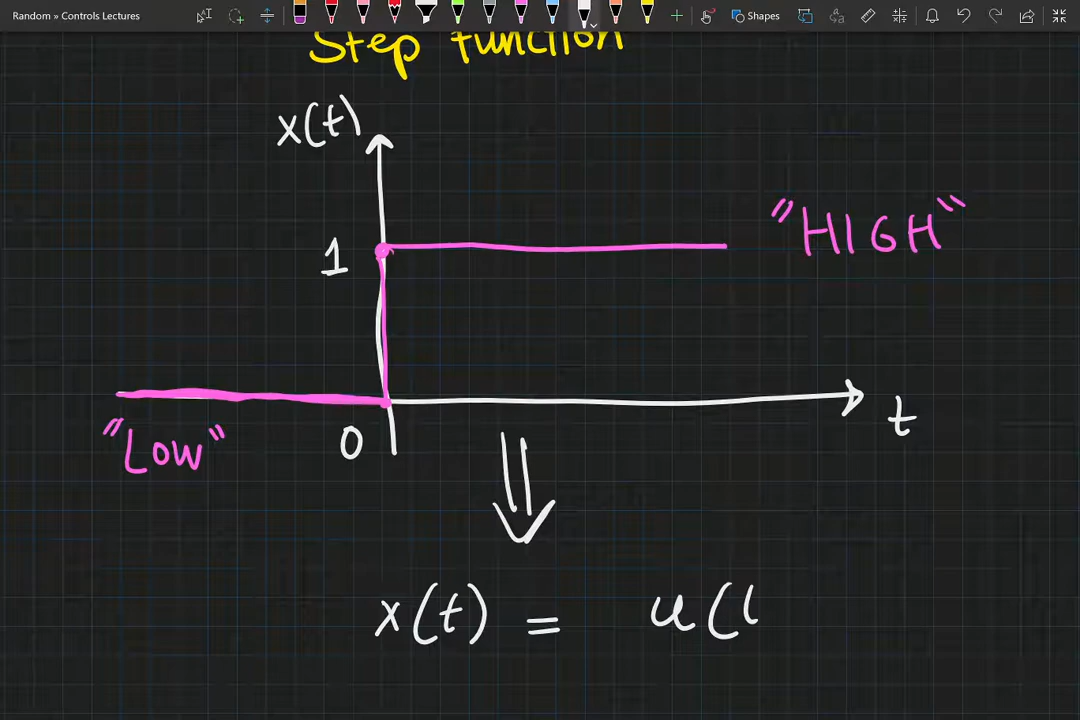 Random » Controls Lectures
Shapes
Step function
x(t)
1
"HIGH"
"Low"
0
t
x(t) = u(